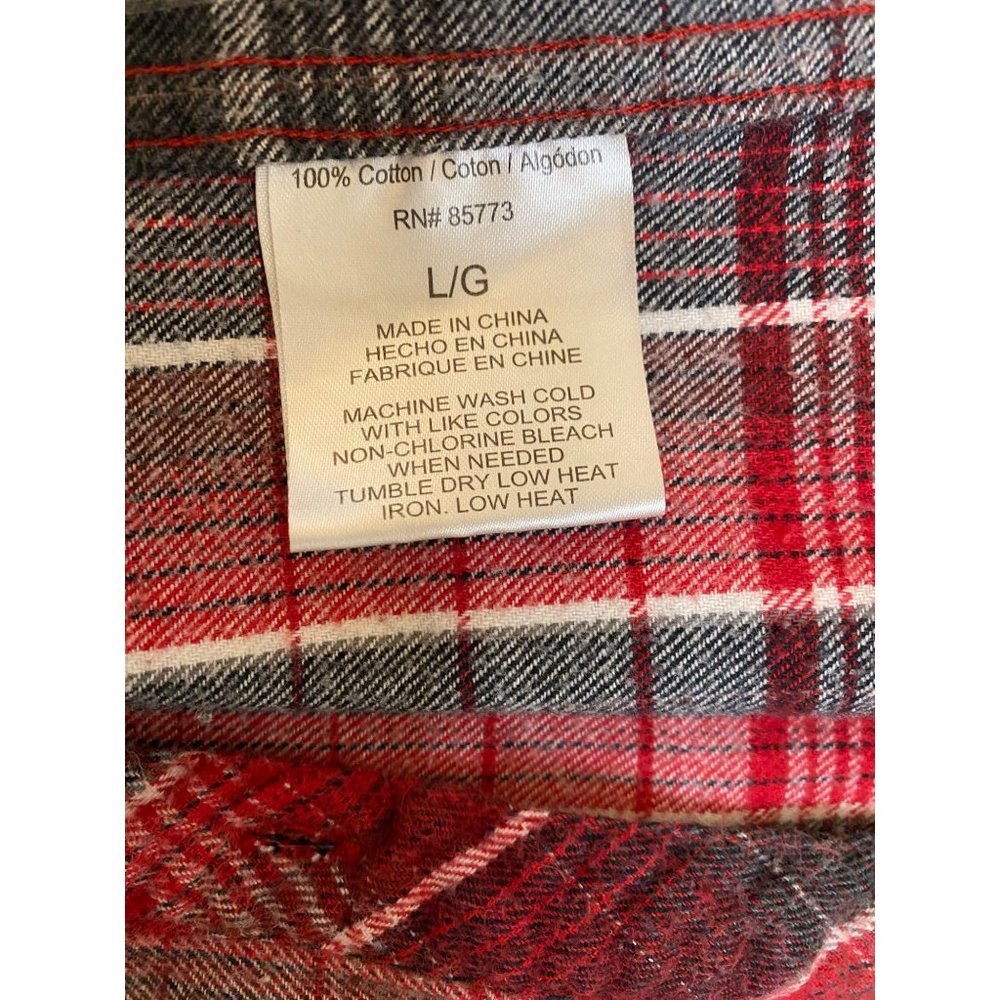 100% Cotton / Coton / Algódon
RN# 85773
L/G
MADE IN CHINA
HECHO EN CHINA
FABRIQUE EN CHINE
MACHINE WASH COLD
WITH LIKE COLORS
NON-CHLORINE BLEACH
WHEN NEEDED
TUMBLE DRY LOW HEAT
IRON. LOW HEAT